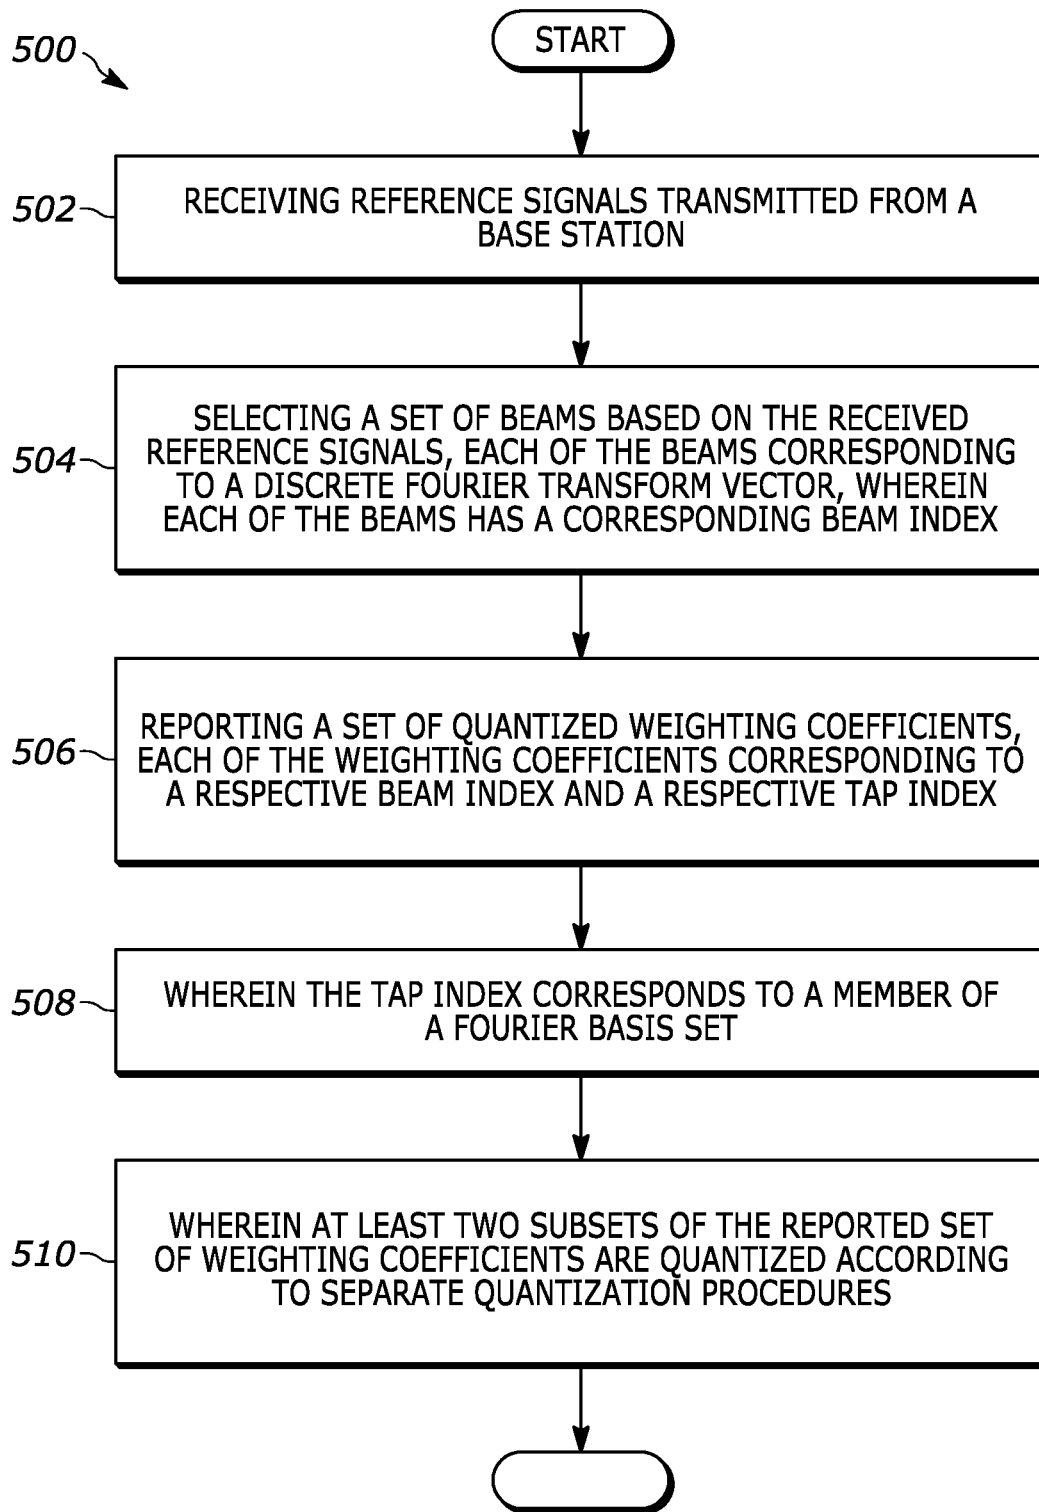 START
500
502
RECEIVING REFERENCE SIGNALS TRANSMITTED FROM A
BASE STATION
504
SELECTING A SET OF BEAMS BASED ON THE RECEIVED
REFERENCE SIGNALS, EACH OF THE BEAMS CORRESPONDING
TO A DISCRETE FOURIER TRANSFORM VECTOR, WHEREIN
EACH OF THE BEAMS HAS A CORRESPONDING BEAM INDEX
506
REPORTING A SET OF QUANTIZED WEIGHTING COEFFICIENTS,
EACH OF THE WEIGHTING COEFFICIENTS CORRESPONDING TO
A RESPECTIVE BEAM INDEX AND A RESPECTIVE TAP INDEX
508
WHEREIN THE TAP INDEX CORRESPONDS TO A MEMBER OF
A FOURIER BASIS SET
510
WHEREIN AT LEAST TWO SUBSETS OF THE REPORTED SET
OF WEIGHTING COEFFICIENTS ARE QUANTIZED ACCORDING
TO SEPARATE QUANTIZATION PROCEDURES